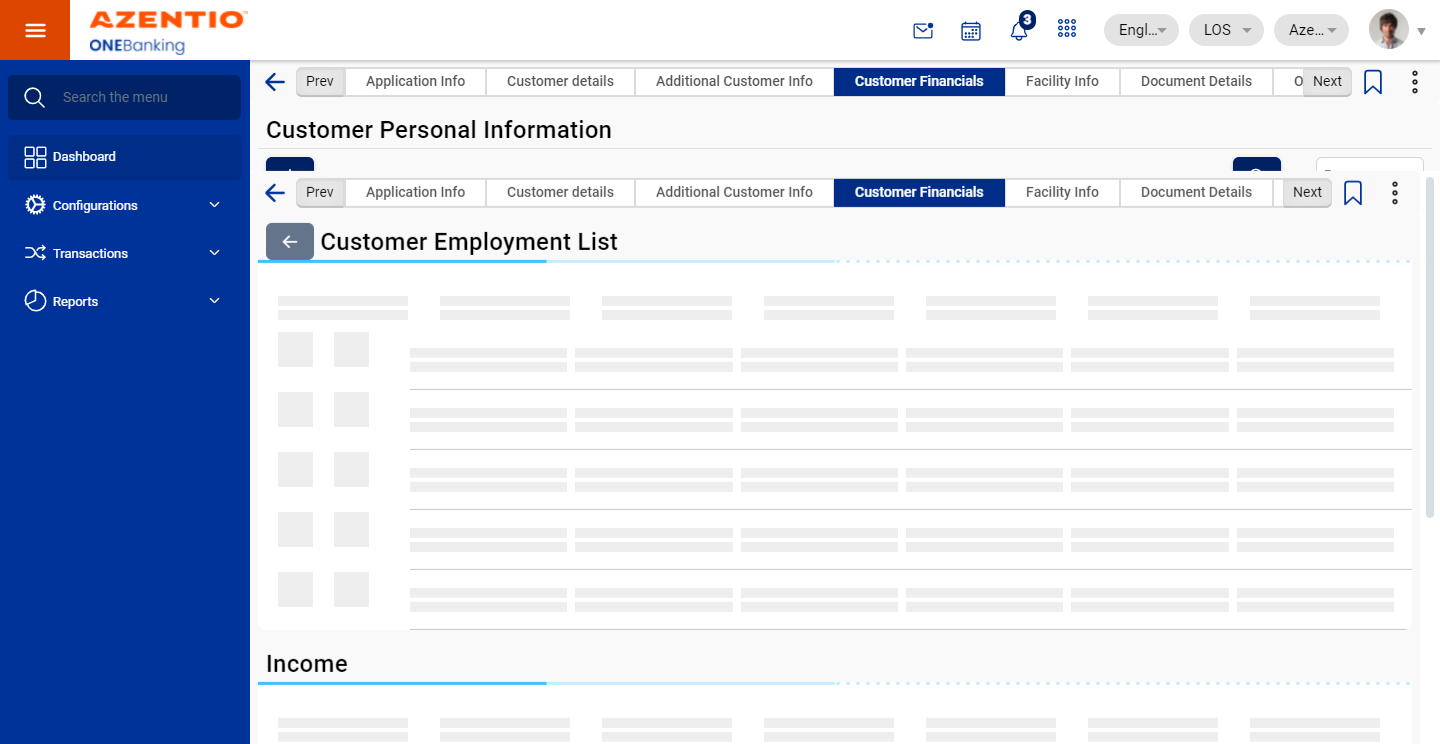 AZENTIO™
ONEBanking
3
Engl...
LOS
Aze...
Search the menu
Dashboard
Configurations
Transactions
Reports
Prev
Application Info
Customer details
Additional Customer Info
Customer Financials
Facility Info
Document Details
O
Next
Customer Personal Information
Prev
Application Info
Customer details
Additional Customer Info
Customer Financials
Facility Info
Document Details
Next
Customer Employment List
Income